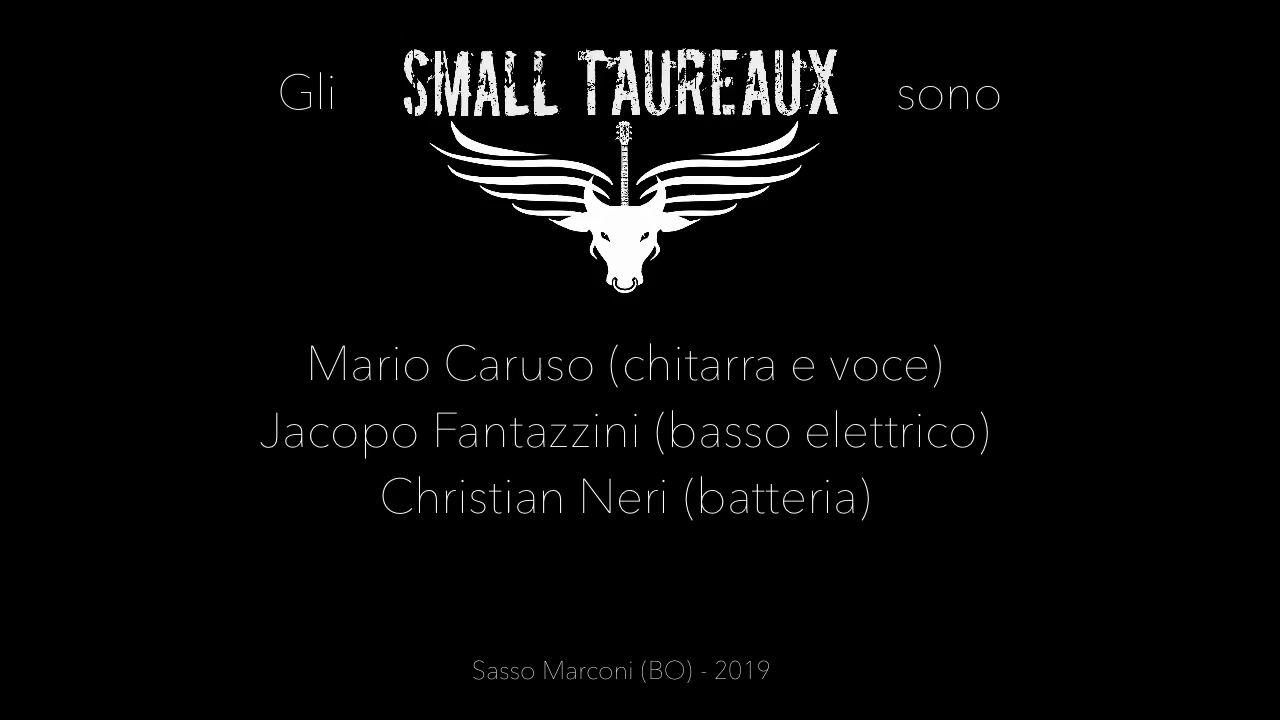 Gli SMALL TAUREAUX sono
Mario Caruso (chitarra e voce)
Jacopo Fantazzini (basso elettrico)
Christian Neri (batteria)
Sasso Marconi (BO) - 2019